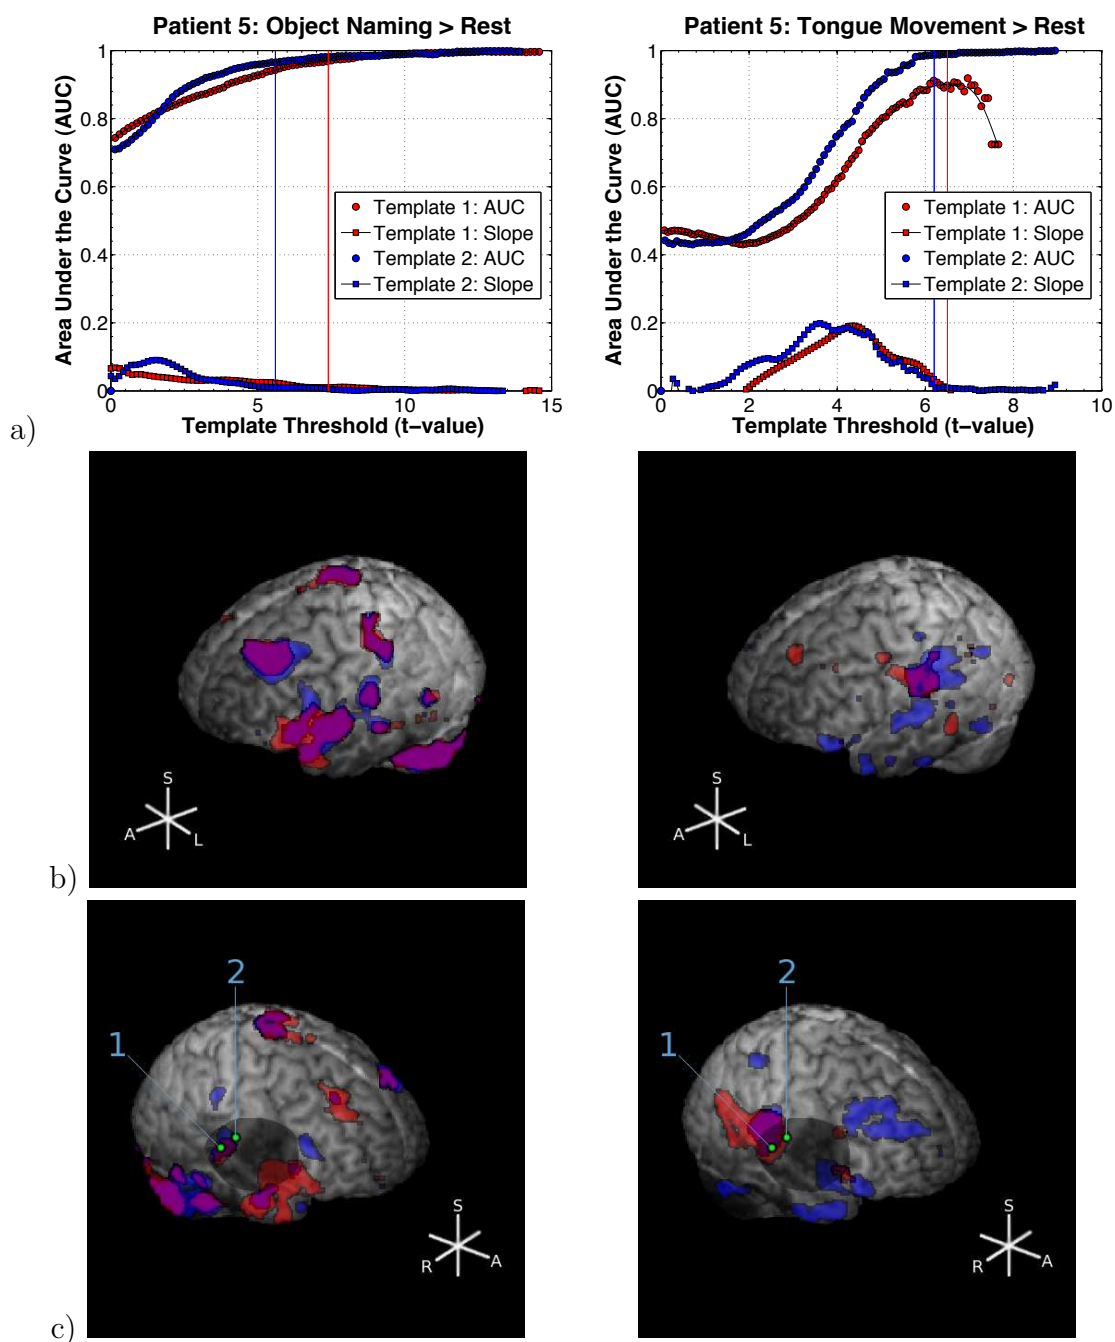 Patient 5: Object Naming > Rest
Area Under the Curve (AUC)
1
0.8
0.6
0.4
0.2
0
Template 1: AUC
Template 1: Slope
Template 2: AUC
Template 2: Slope
0 5 10 15
Template Threshold (t−value)
Patient 5: Tongue Movement > Rest
Area Under the Curve (AUC)
1
0.8
0.6
0.4
0.2
0
Template 1: AUC
Template 1: Slope
Template 2: AUC
Template 2: Slope
0 2 4 6 8 10
Template Threshold (t−value)
a)
S
A
L
S
A
L
b)
2
1
S
R
A
2
1
S
R
A
c)